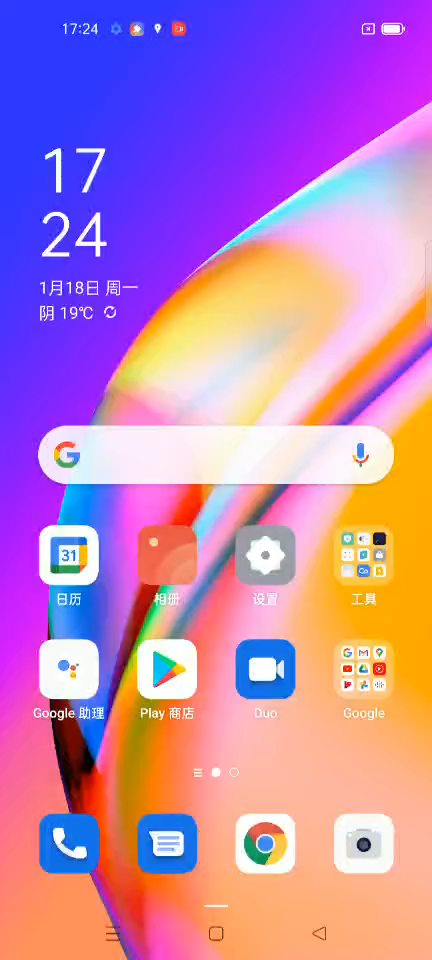 17:24
17
24
1月18日 周一
阴 19℃
31
日历
相册
设置
工具
Google 助理
Play 商店
Duo
Google